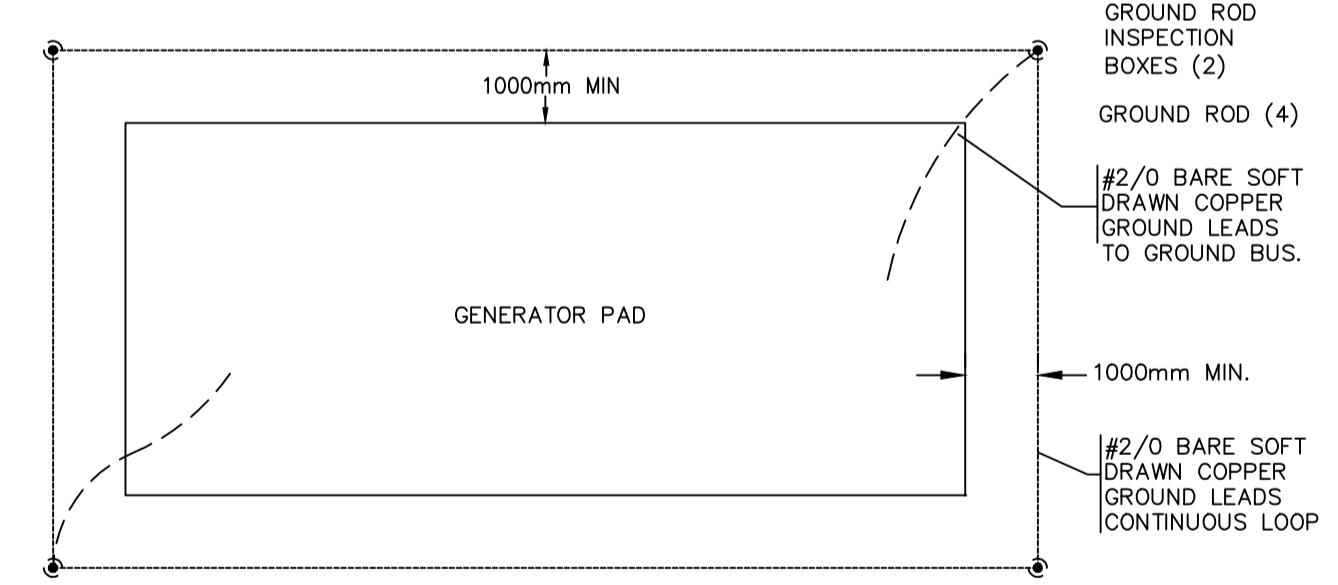 GROUND ROD
INSPECTION
BOXES (2)
1000mm MIN
GROUND ROD (4)
#2/0 BARE SOFT
DRAWN COPPER
GROUND LEADS
TO GROUND BUS.
GENERATOR PAD
1000mm MIN.
#2/0 BARE SOFT
DRAWN COPPER
GROUND LEADS
CONTINUOUS LOOP